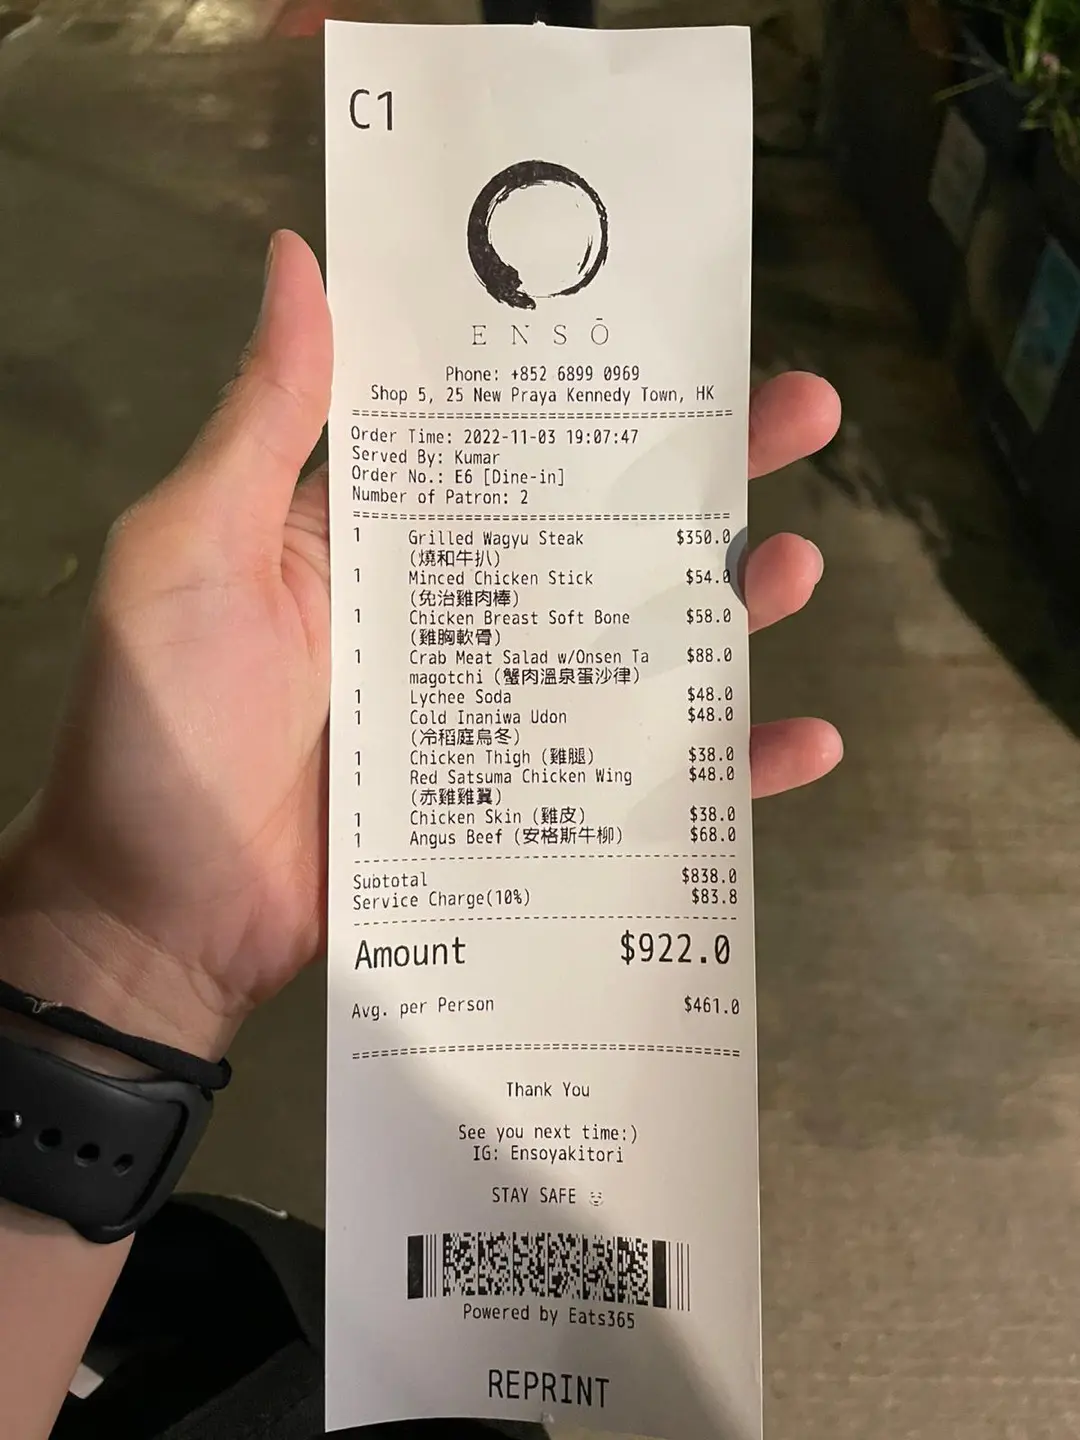 C1
ENSŌ
Phone: +852 6899 0969
Shop 5, 25 New Praya Kennedy Town, HK
Order Time: 2022-11-03 19:07:47
Served By: Kumar
Order No.: E6 [Dine-in]
Number of Patron: 2
1 Grilled Wagyu Steak $350.0
(燒和牛扒)
1 Minced Chicken Stick $54.0
(免治雞肉棒)
1 Chicken Breast Soft Bone $58.0
(雞胸軟骨)
1 Crab Meat Salad w/Onsen Ta $88.0
magotchi (蟹肉溫泉蛋沙律)
1 Lychee Soda $48.0
1 Cold Inaniwa Udon $48.0
(冷稻庭烏冬)
1 Chicken Thigh (雞腿) $38.0
1 Red Satsuma Chicken Wing $48.0
(赤雞雞翼)
1 Chicken Skin (雞皮) $38.0
1 Angus Beef (安格斯牛柳) $68.0
Subtotal $838.0
Service Charge(10%) $83.8
Amount $922.0
Avg. per Person $461.0
Thank You
See you next time:)
IG: Ensoyakitori
STAY SAFE
Powered by Eats365
REPRINT